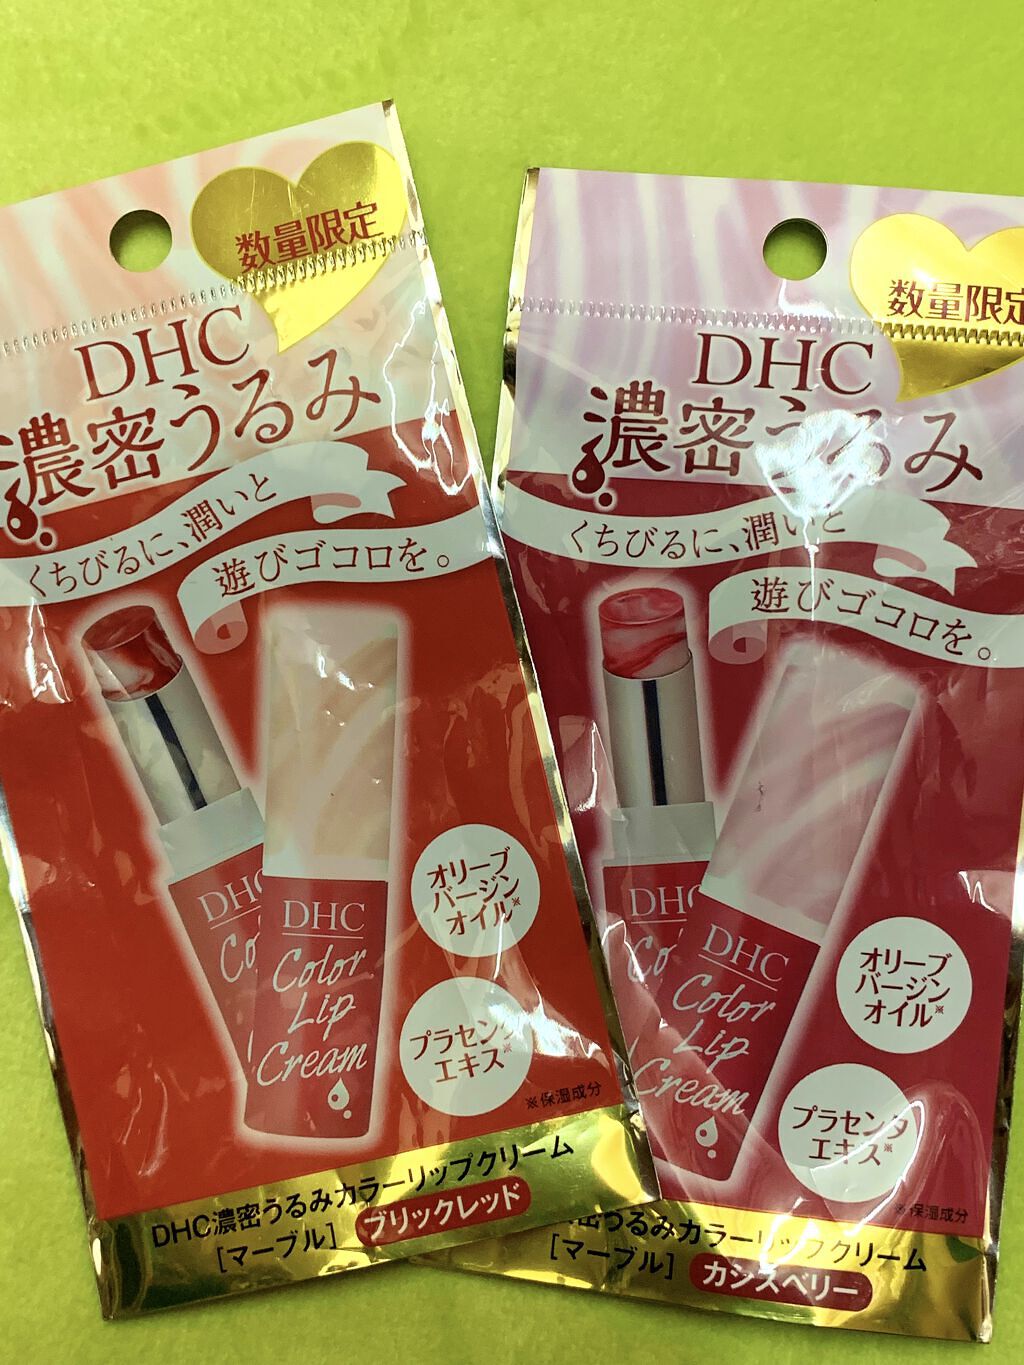 数量限定
DHC
濃密うるみ
くちびるに、潤いと
遊びゴコロを。
DHC
Co
DHC
Color
Lip
Cream
オリーブ
バージン
オイル※
プラセンタ
エキス※
※保湿成分
DHC濃密うるみカラーリップクリーム
[マーブル] ブリックレッド
数量限定
DHC
濃密うるみ
くちびるに、潤いと
遊びゴコロを。
DHC
Co
DHC
Color
Lip
Cream
オリーブ
バージン
オイル※
プラセンタ
エキス※
※保湿成分
密うるみカラーリップクリーム
[マーブル] カシスベリー